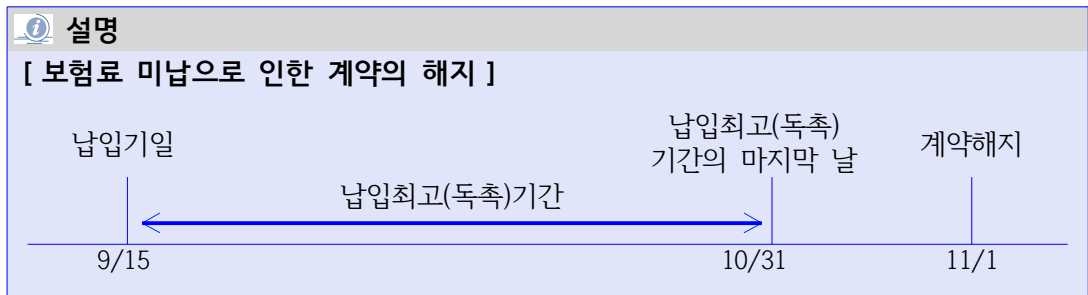 설명
[ 보험료 미납으로 인한 계약의 해지 ]
납입기일
납입최고(독촉)
기간의 마지막 날
계약해지
납입최고(독촉)기간
9/15
10/31
11/1